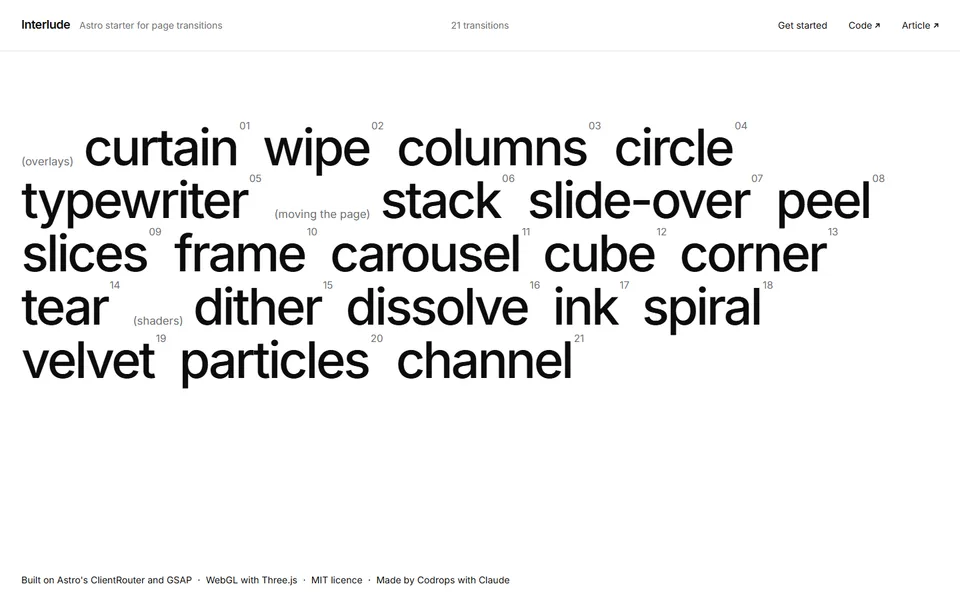 Interlude Astro starter for page transitions 21 transitions Get started Code ↗ Article ↗
(overlays) curtain 01 wipe 02 columns 03 circle 04
typewriter 05 (moving the page) stack 06 slide-over 07 peel 08
slices 09 frame 10 carousel 11 cube 12 corner 13
tear 14 (shaders) dither 15 dissolve 16 ink 17 spiral 18
velvet 19 particles 20 channel 21
Built on Astro's ClientRouter and GSAP · WebGL with Three.js · MIT licence · Made by Codrops with Claude